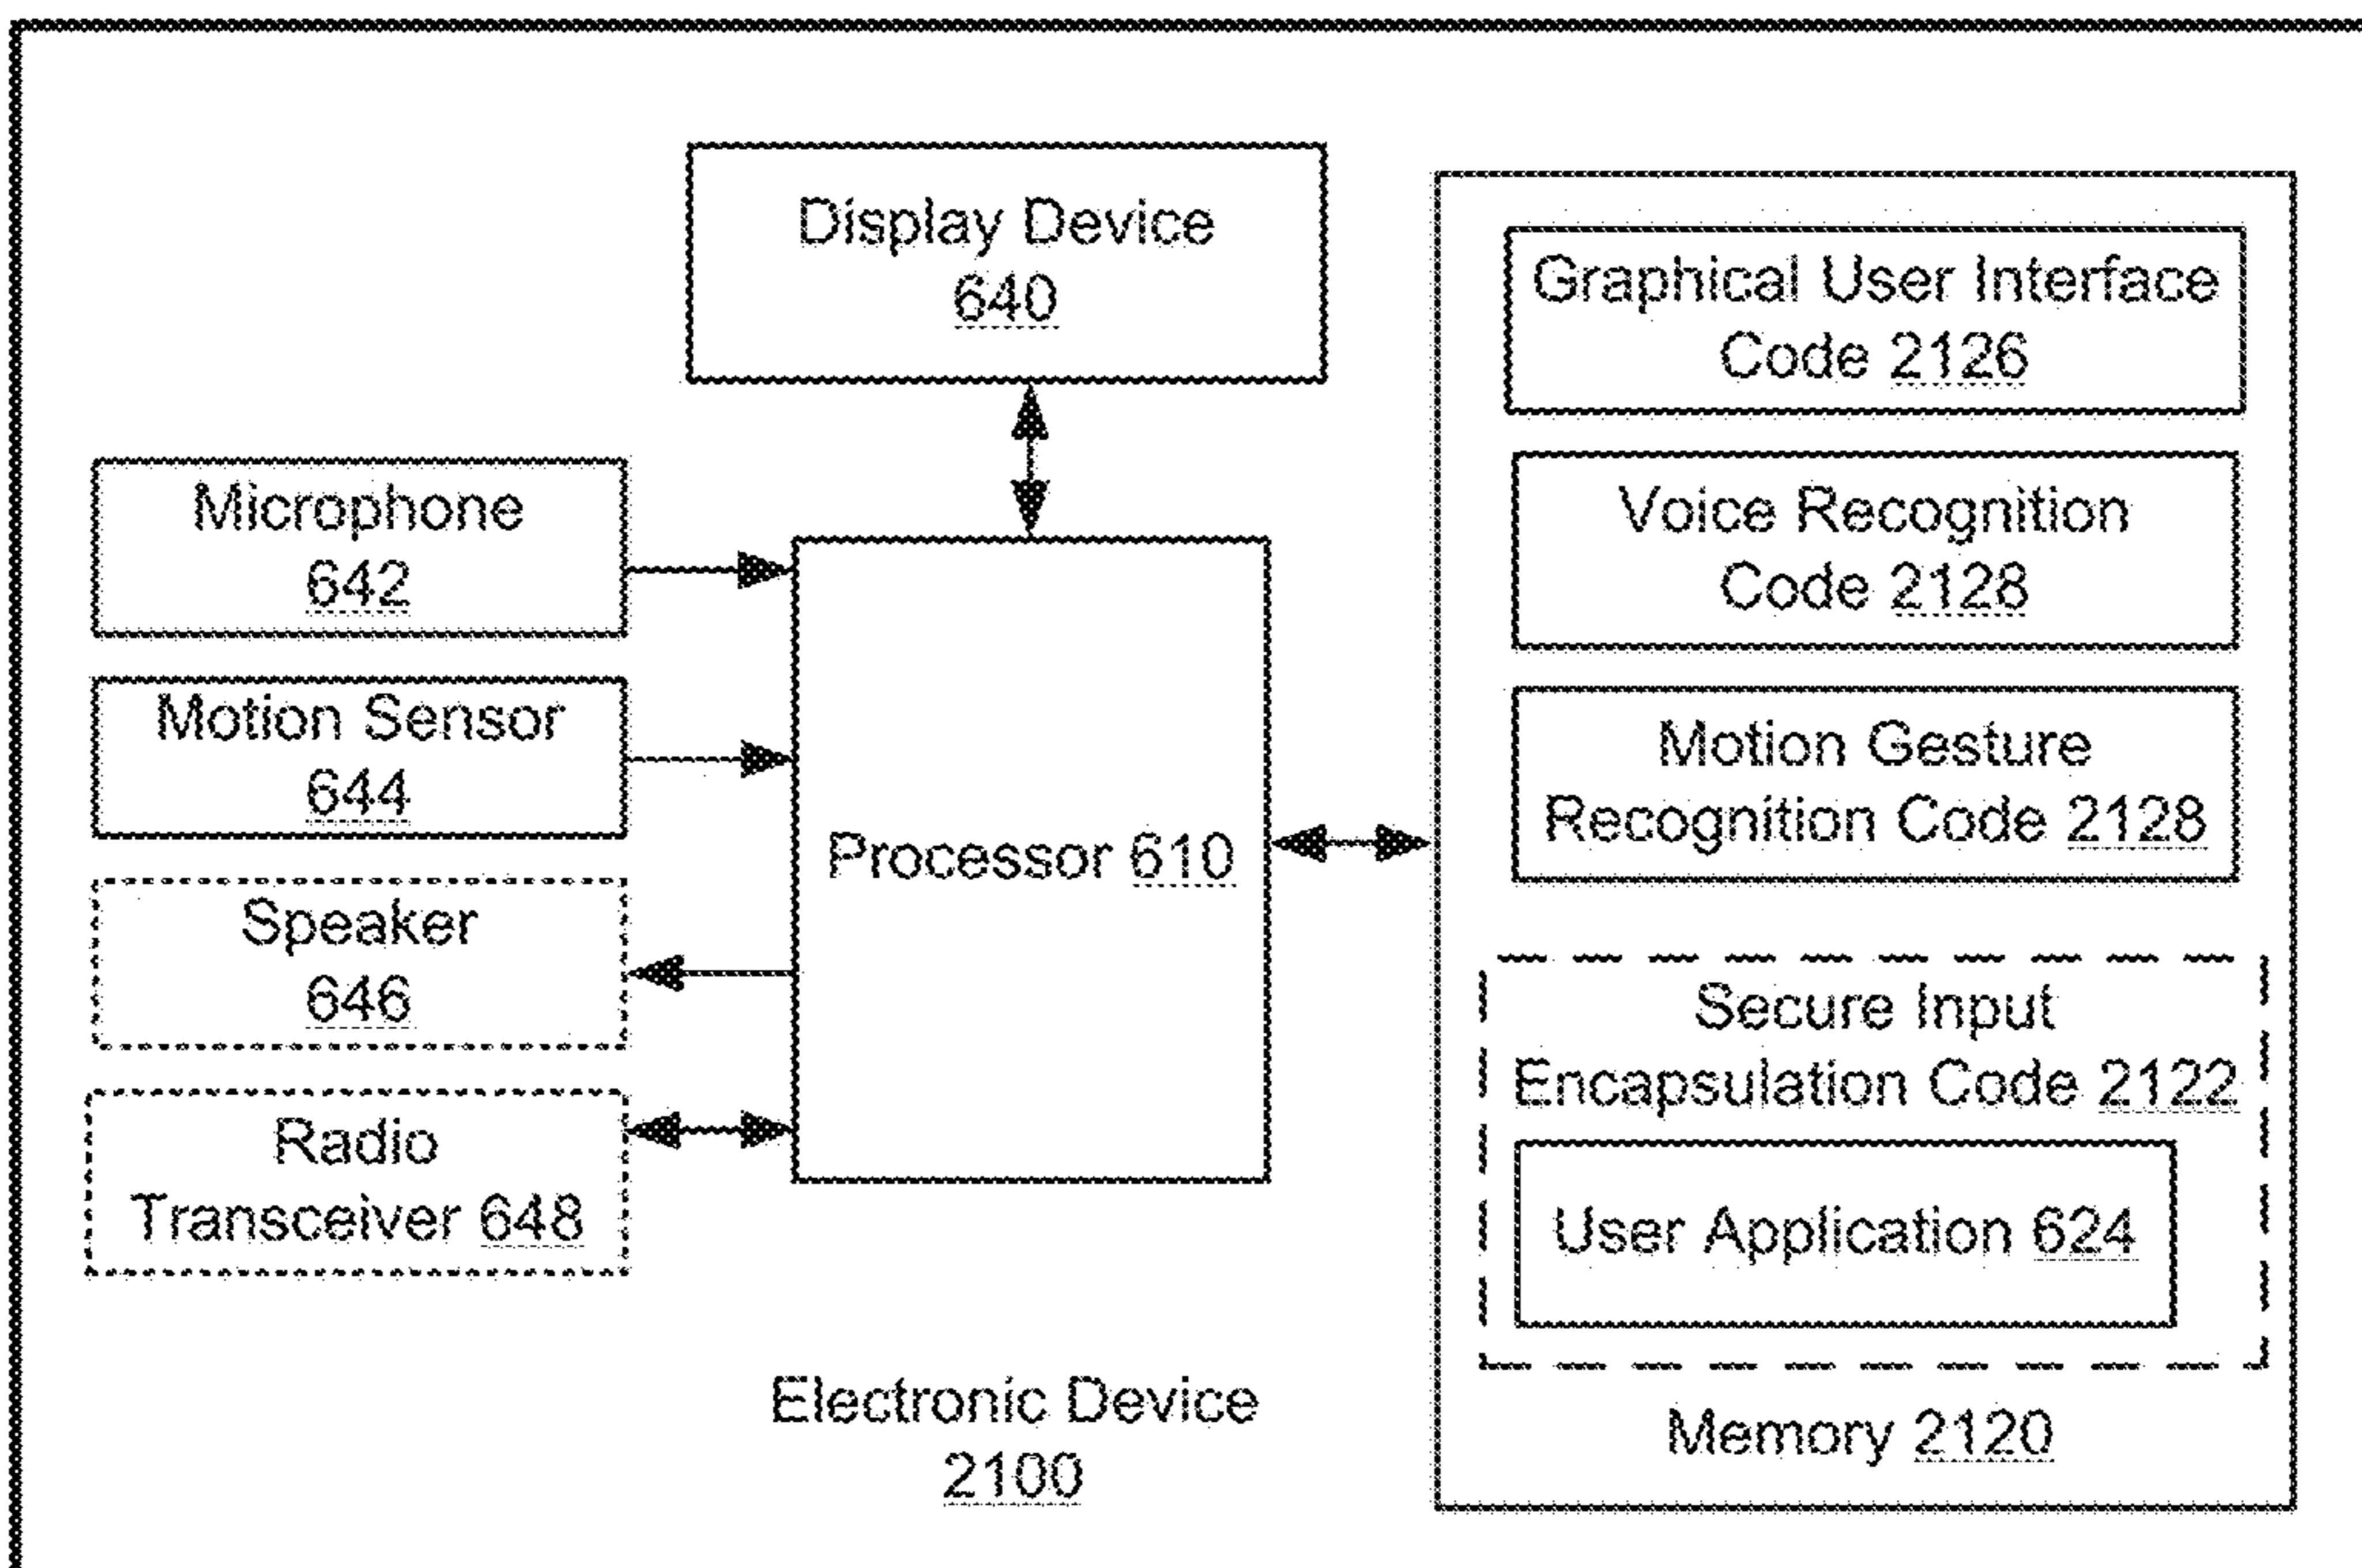 Display Device
640
Microphone
642
Motion Sensor
644
Speaker
646
Radio
Transceiver 648
Processor 610
Electronic Device
2100
Graphical User Interface
Code 2126
Voice Recognition
Code 2128
Motion Gesture
Recognition Code 2128
Secure Input
Encapsulation Code 2122
User Application 624
Memory 2120